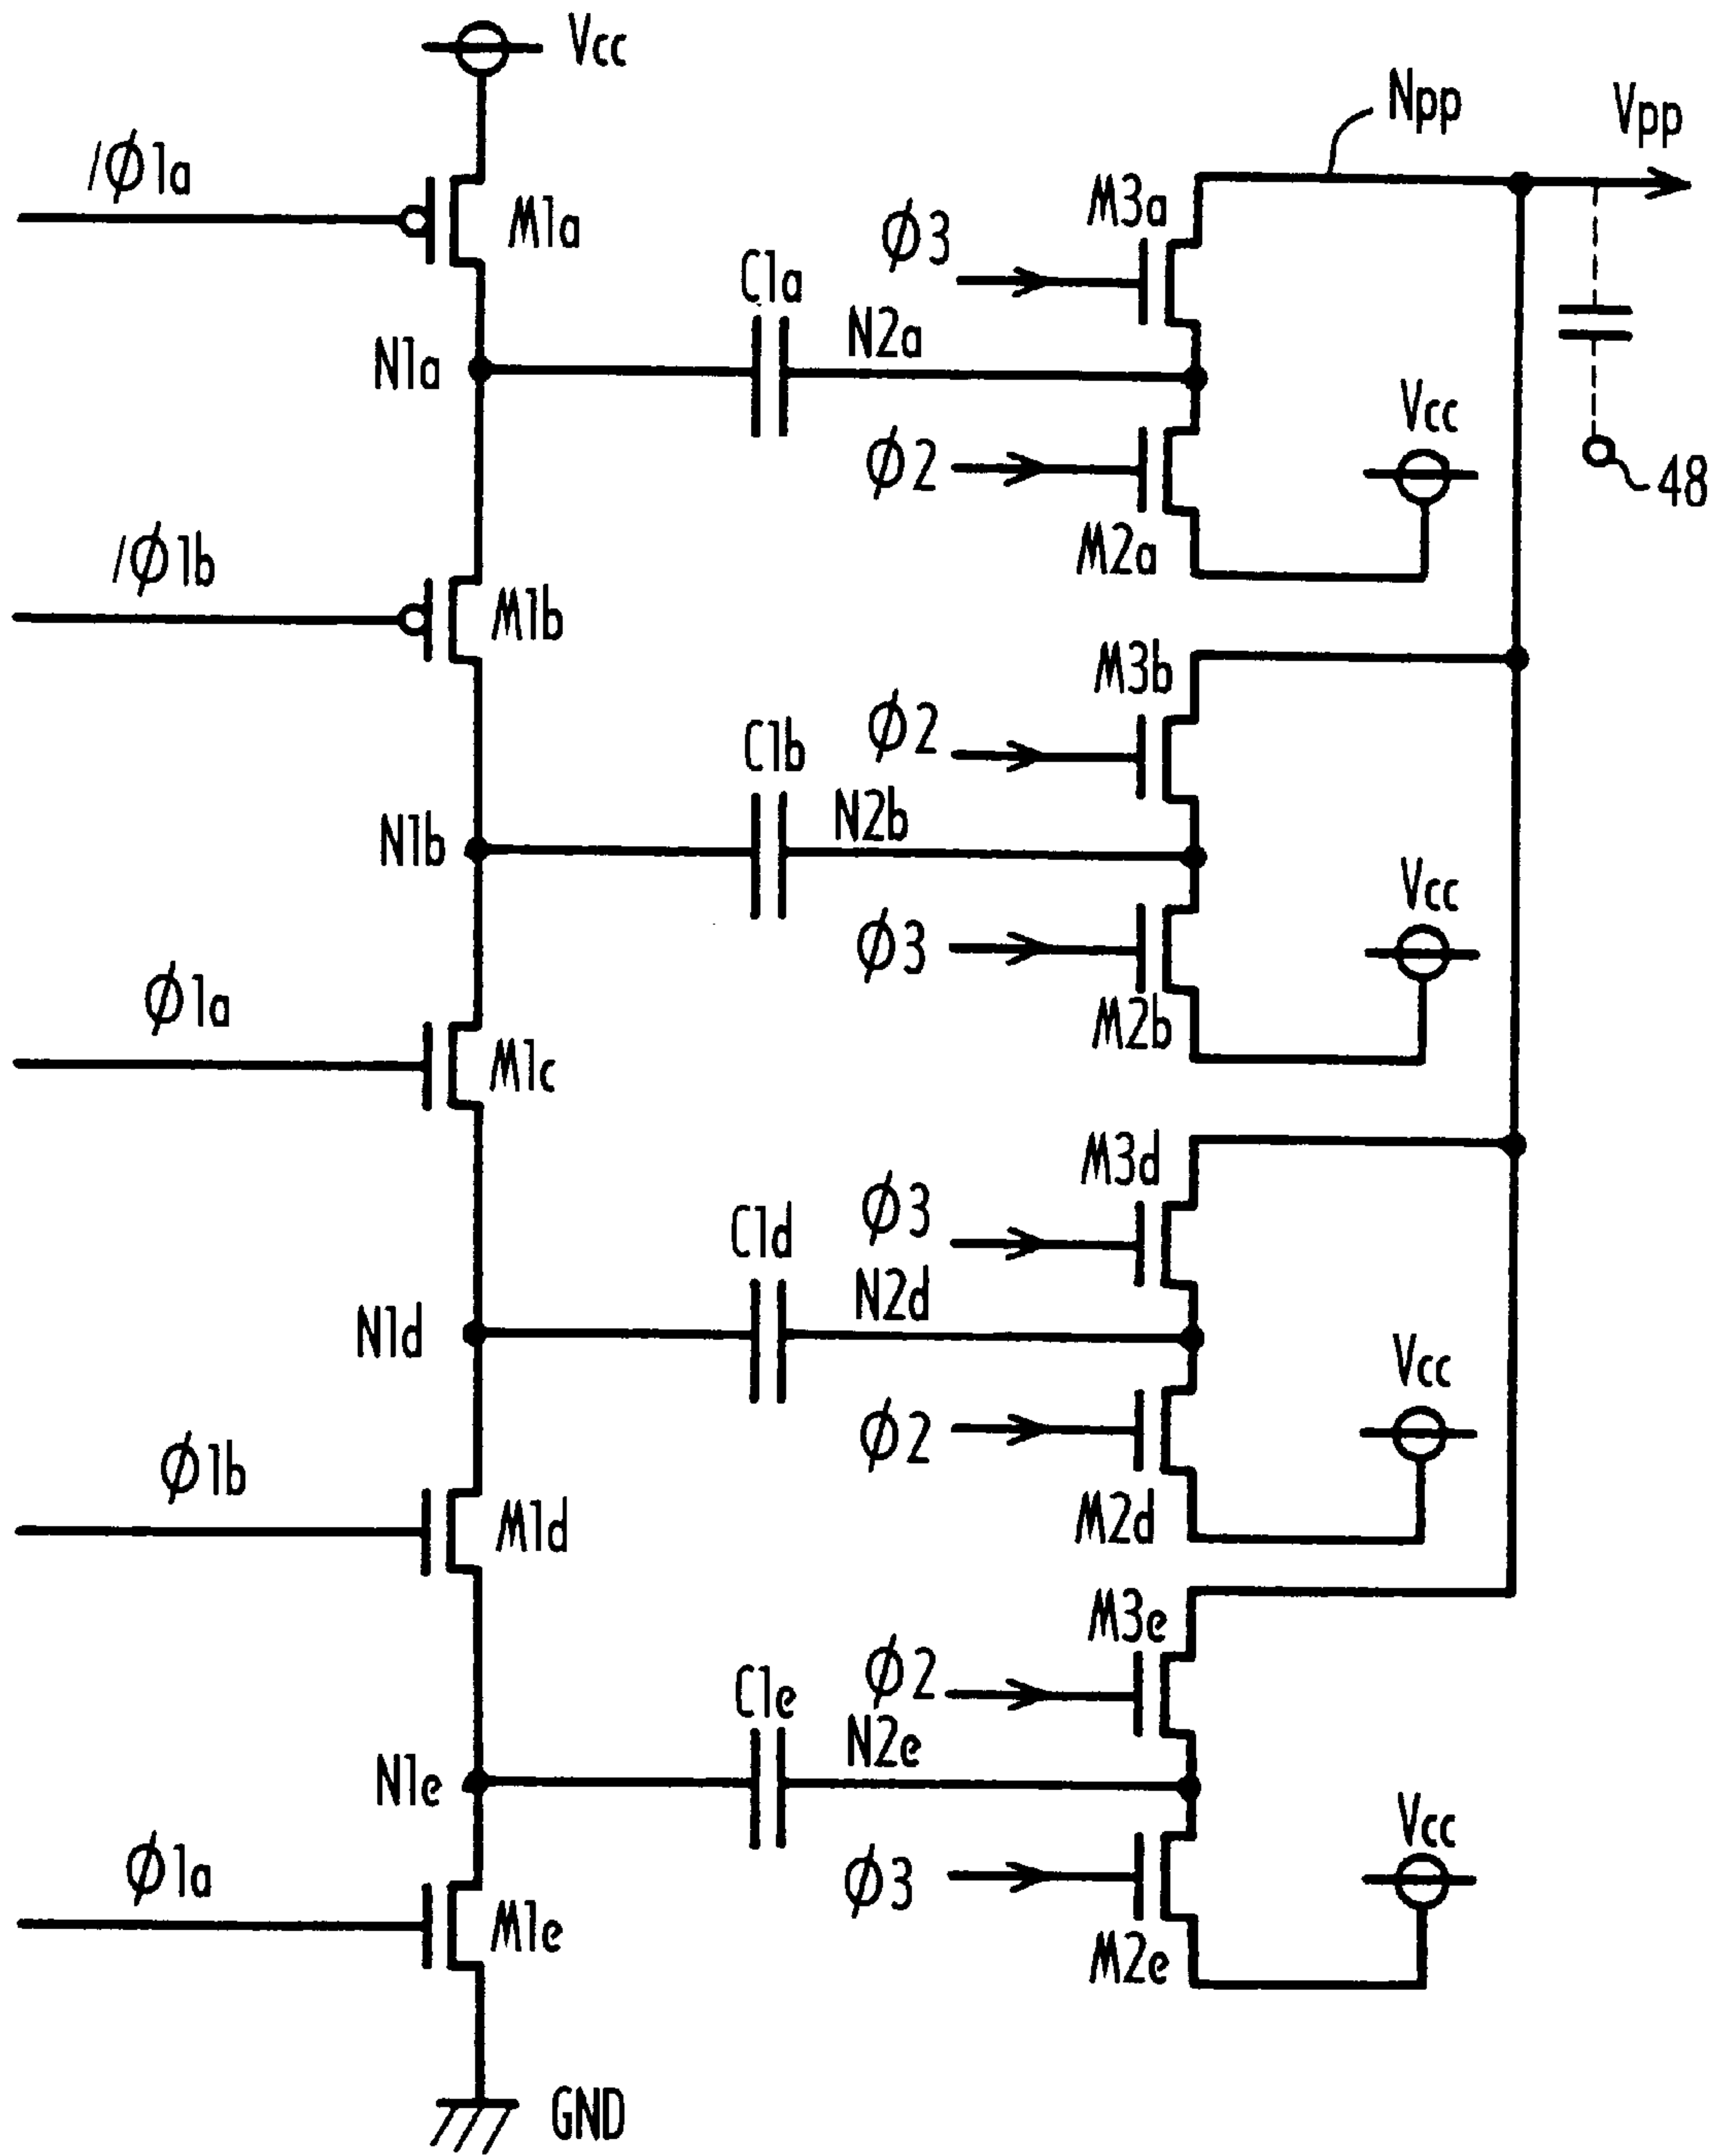 Vcc
Npp
Vpp
/ϕ1a
M1a
M3a
ϕ3
C1a
N2a
N1a
Vcc
ϕ2
48
M2a
/ϕ1b
M1b
M3b
ϕ2
C1b
N2b
N1b
Vcc
ϕ3
ϕ1a
M2b
M1c
M3d
ϕ3
C1d
N2d
N1d
Vcc
ϕ2
ϕ1b
M1d
M2d
M3e
ϕ2
C1e
N2e
N1e
Vcc
ϕ3
ϕ1a
M1e
M2e
GND